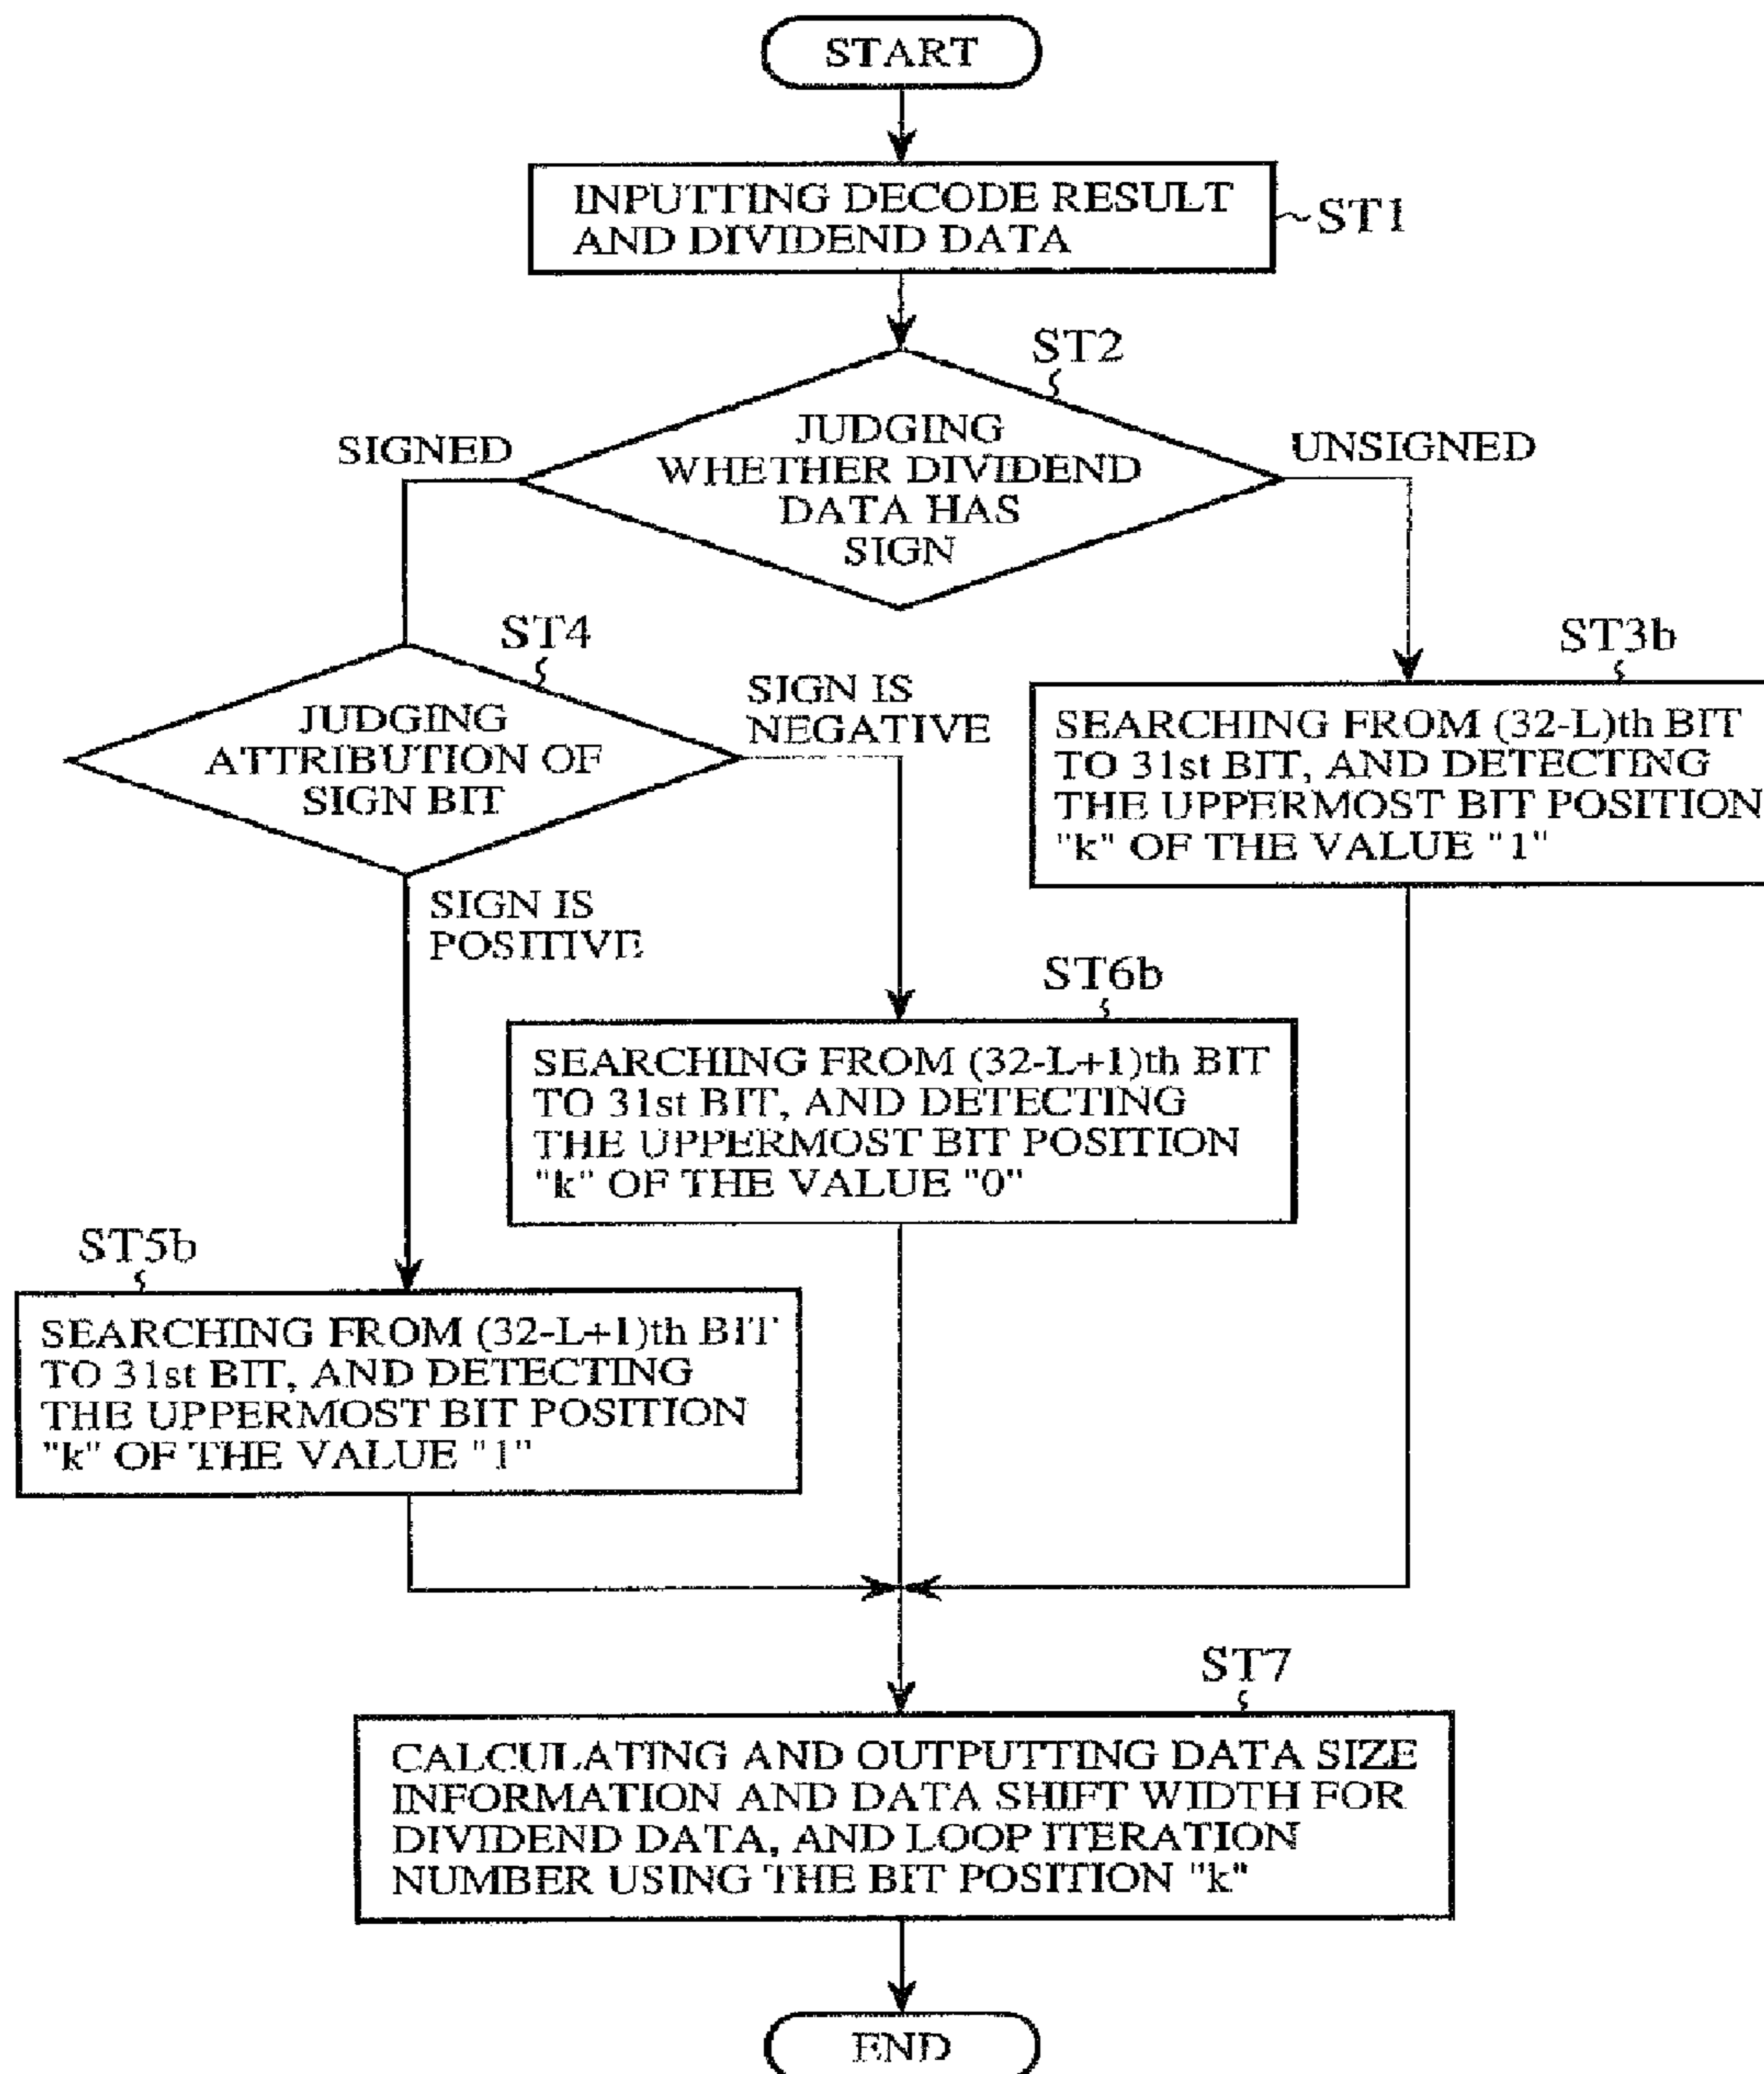 START
INPUTTING DECODE RESULT
AND DIVIDEND DATA
ST1
ST2
JUDGING
WHETHER DIVIDEND
DATA HAS
SIGN
SIGNED
UNSIGNED
ST4
JUDGING
ATTRIBUTION OF
SIGN BIT
SIGN IS
NEGATIVE
SIGN IS
POSITIVE
ST3b
SEARCHING FROM (32-L)th BIT
TO 31st BIT, AND DETECTING
THE UPPERMOST BIT POSITION
"k" OF THE VALUE "1"
ST6b
SEARCHING FROM (32-L+1)th BIT
TO 31st BIT, AND DETECTING
THE UPPERMOST BIT POSITION
"k" OF THE VALUE "0"
ST5b
SEARCHING FROM (32-L+1)th BIT
TO 31st BIT, AND DETECTING
THE UPPERMOST BIT POSITION
"k" OF THE VALUE "1"
ST7
CALCULATING AND OUTPUTTING DATA SIZE
INFORMATION AND DATA SHIFT WIDTH FOR
DIVIDEND DATA, AND LOOP ITERATION
NUMBER USING THE BIT POSITION "k"
END